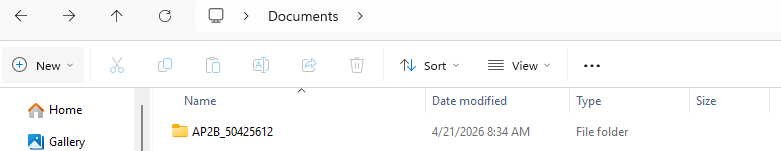 Documents
New
Sort
View
Home
Gallery
Name Date modified Type Size
AP2B_50425612 4/21/2026 8:34 AM File folder